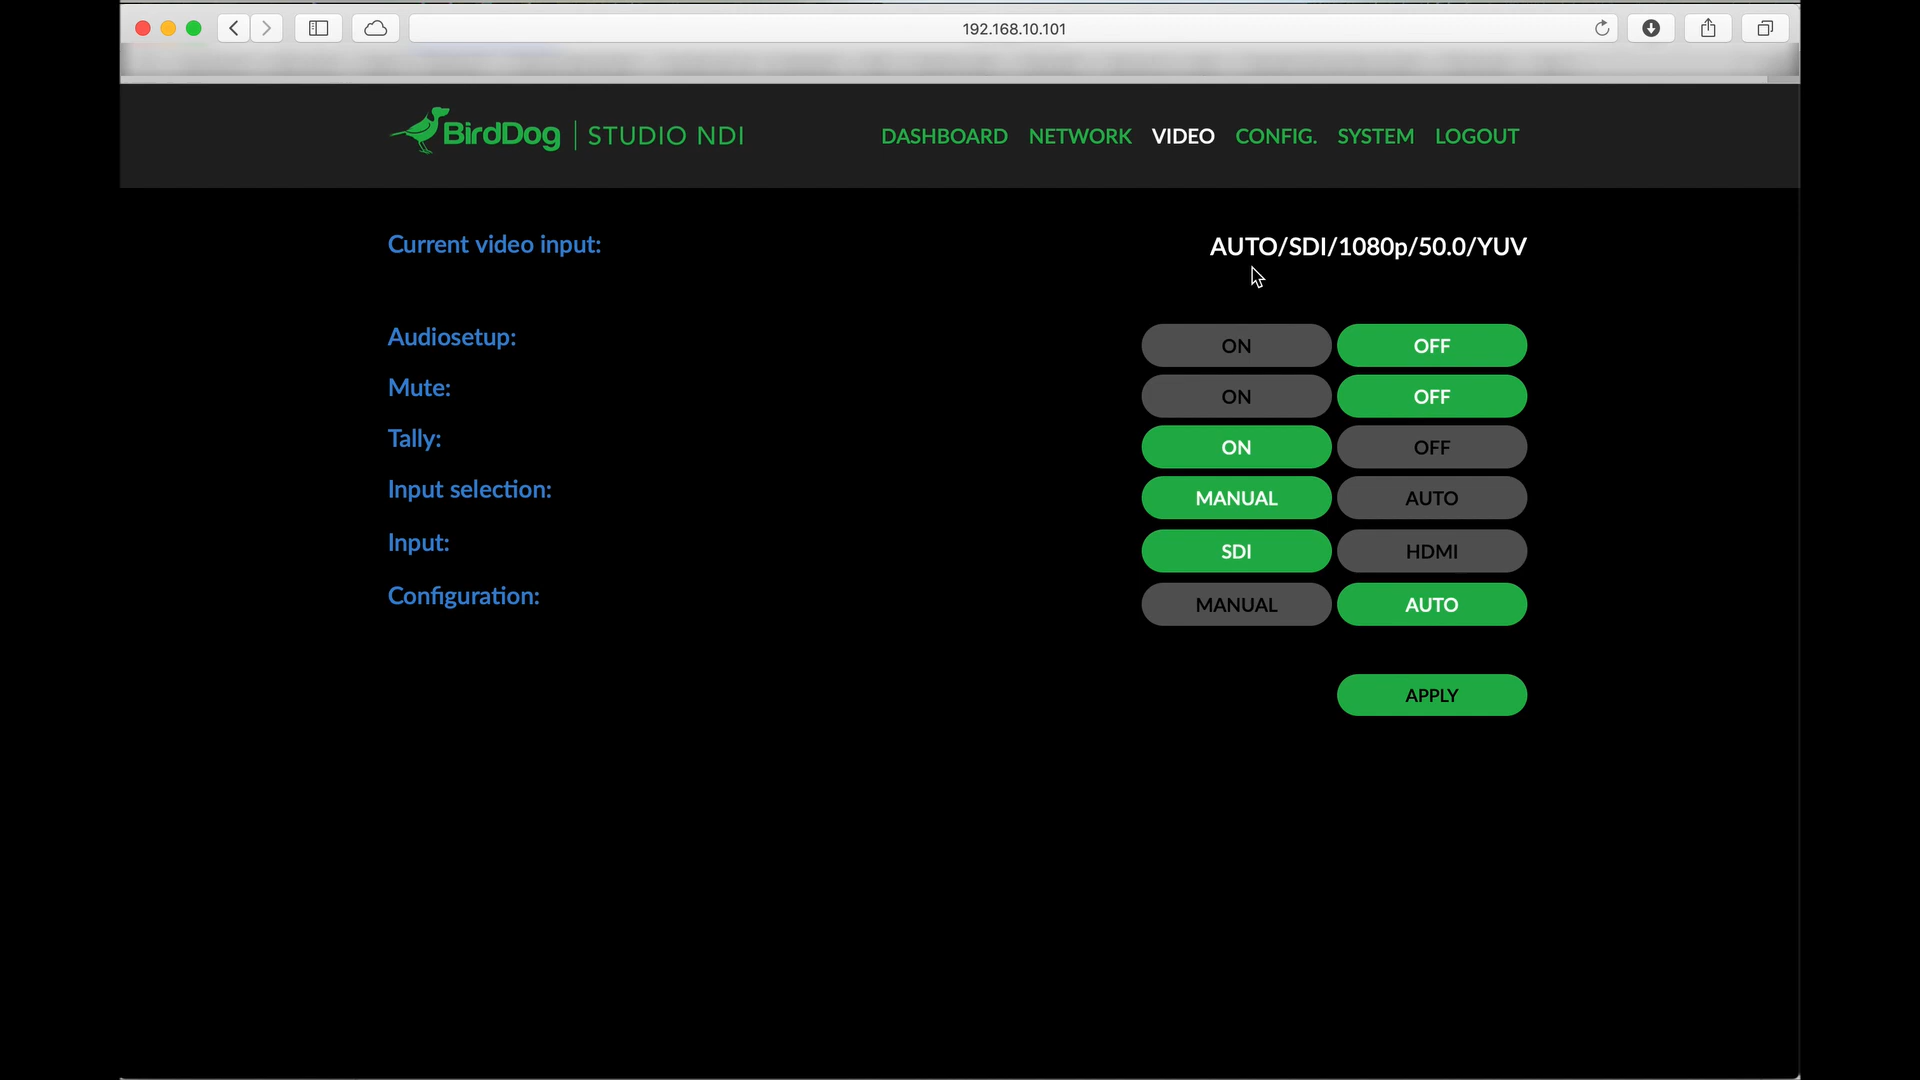 192.168.10.101
BirdDog | STUDIO NDI
DASHBOARD NETWORK VIDEO CONFIG. SYSTEM LOGOUT
Current video input: AUTO/SDI/1080p/50.0/YUV
Audiosetup: ON OFF
Mute: ON OFF
Tally: ON OFF
Input selection: MANUAL AUTO
Input: SDI HDMI
Configuration: MANUAL AUTO
APPLY